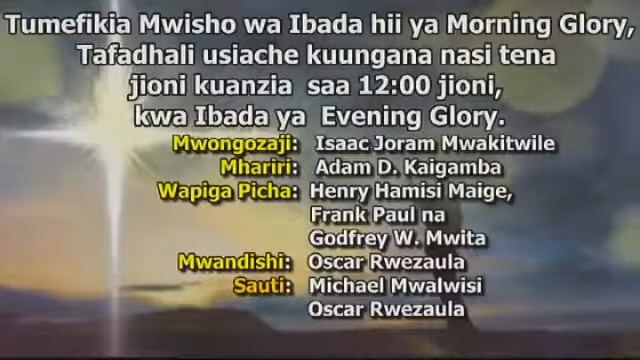 Tumefikia Mwisho wa Ibada hii ya Morning Glory,
Tafadhali usiache kuungana nasi tena
jioni kuanzia saa 12:00 jioni,
kwa Ibada ya Evening Glory.
Mwongozaji: Isaac Joram Mwakitwile
Mhariri: Adam D. Kaigamba
Wapiga Picha: Henry Hamisi Maige,
Frank Paul na
Godfrey W. Mwita
Mwandishi: Oscar Rwezaula
Sauti: Michael Mwalwisi
Oscar Rwezaula